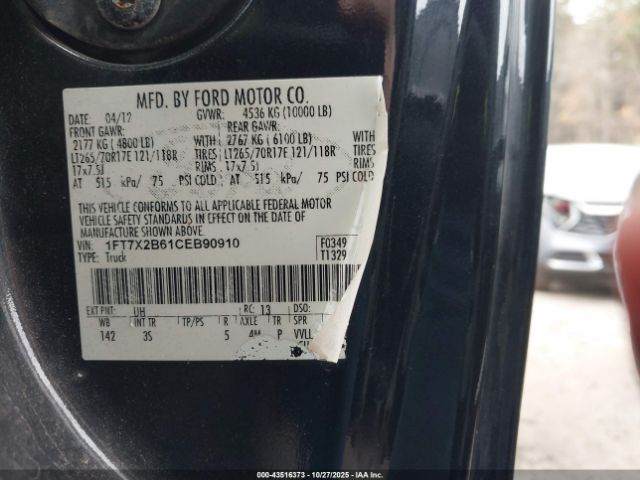 MFD. BY FORD MOTOR CO.
DATE: 04/12 GVWR: 4536 KG (10000 LB)
FRONT GAWR: REAR GAWR:
2177 KG (4800 LB) WITH 2767 KG (6100 LB) WITH
LT265/70R17E 121/118R TIRES LT265/70R17E 121/118R TIRES
17x7.5J RIMS 17x7.5J RIMS
AT 515 kPa/ 75 PSI COLD AT 515 kPa/ 75 PSI COLD
THIS VEHICLE CONFORMS TO ALL APPLICABLE FEDERAL MOTOR
VEHICLE SAFETY STANDARDS IN EFFECT ON THE DATE OF
MANUFACTURE SHOWN ABOVE.
VIN: 1FT7X2B61CEB90910 F0349
TYPE: Truck T1329
EXT PNT: UH RC: 13 DSO:
WB INT TR TP/PS R AXLE TR SPR
142 3S 5 4M P VVLL
000-43516373 - 10/27/2025 - IAAI.COM